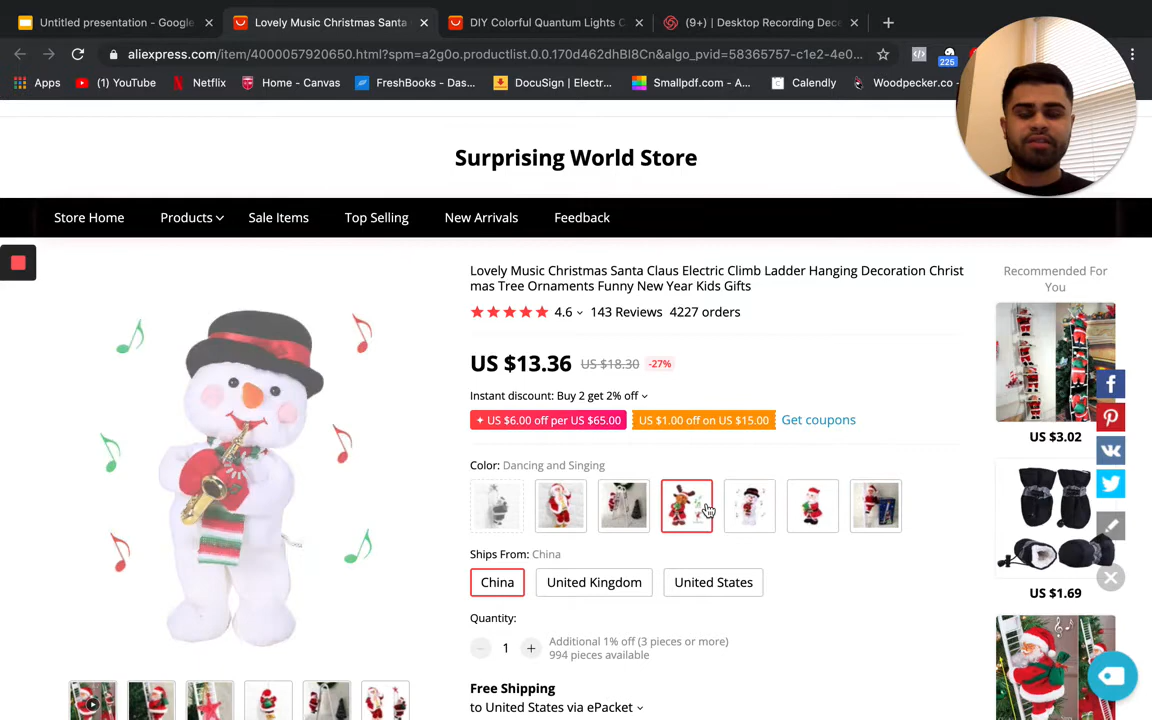 Untitled presentation - Google
Lovely Music Christmas Santa
DIY Colorful Quantum Lights C
(9+) | Desktop Recording Dece
aliexpress.com/item/4000057920650.html?spm=a2g0o.productlist.0.0.170d462dhBI8Cn&algo_pvid=58365757-c1e2-4e0...
225
Apps
(1) YouTube
Netflix
Home - Canvas
FreshBooks - Das...
DocuSign | Electr...
Smallpdf.com - A...
Calendly
Woodpecker.co -
Surprising World Store
Store Home
Products
Sale Items
Top Selling
New Arrivals
Feedback
Lovely Music Christmas Santa Claus Electric Climb Ladder Hanging Decoration Christ
mas Tree Ornaments Funny New Year Kids Gifts
4.6 143 Reviews 4227 orders
US $13.36 US $18.30 -27%
Instant discount: Buy 2 get 2% off
+ US $6.00 off per US $65.00 US $1.00 off on US $15.00 Get coupons
Color: Dancing and Singing
Ships From: China
China United Kingdom United States
Quantity:
1
Additional 1% off (3 pieces or more)
994 pieces available
Free Shipping
to United States via ePacket
Recommended For
You
US $3.02
US $1.69